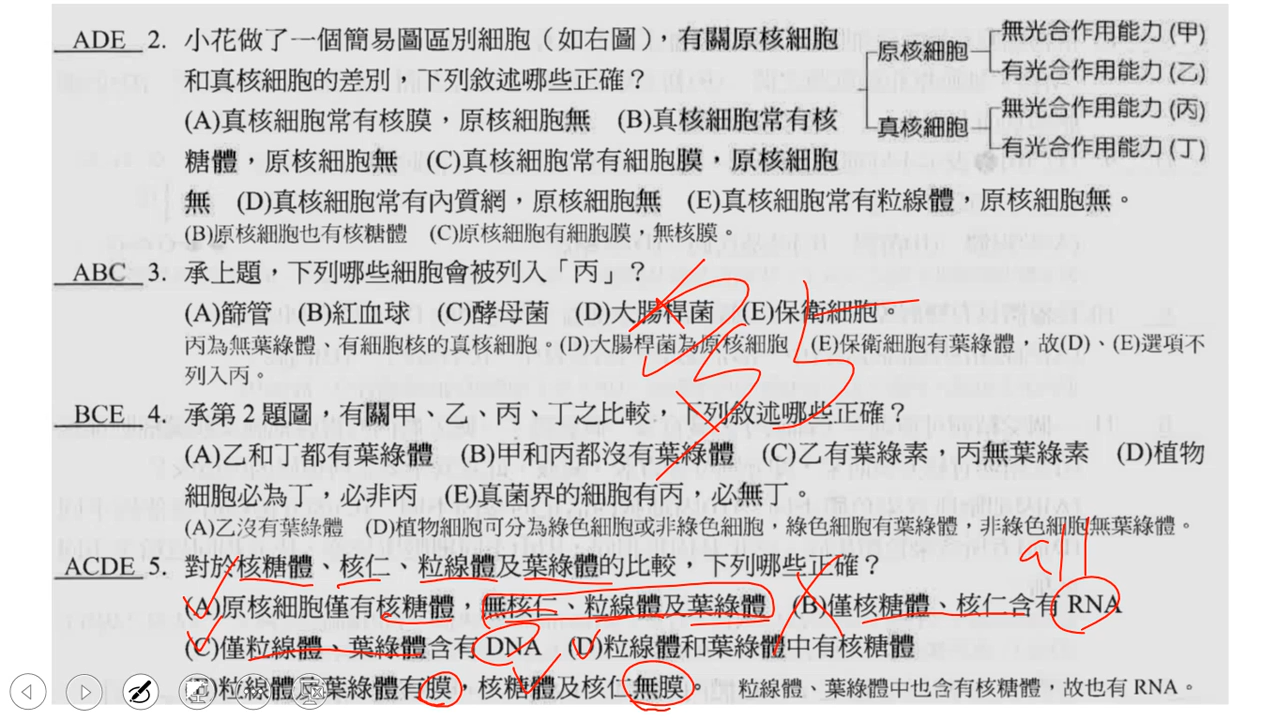 ADE 2. 小花做了一個簡易圖區別細胞（如右圖），有關原核細胞
和真核細胞的差別，下列敘述哪些正確？
(A)真核細胞常有核膜，原核細胞無 (B)真核細胞常有核
糖體，原核細胞無 (C)真核細胞常有細胞膜，原核細胞
無 (D)真核細胞常有內質網，原核細胞無 (E)真核細胞常有粒線體，原核細胞無。
(B)原核細胞也有核糖體 (C)原核細胞有細胞膜，無核膜。
原核細胞
無光合作用能力(甲)
有光合作用能力(乙)
真核細胞
無光合作用能力(丙)
有光合作用能力(丁)
ABC 3. 承上題，下列哪些細胞會被列入「丙」？
(A)篩管 (B)紅血球 (C)酵母菌 (D)大腸桿菌 (E)保衛細胞。
丙為無葉綠體、有細胞核的真核細胞。(D)大腸桿菌為原核細胞 (E)保衛細胞有葉綠體，故(D)、(E)選項不
列入丙。
BCE 4. 承第 2 題圖，有關甲、乙、丙、丁之比較，下列敘述哪些正確？
(A)乙和丁都有葉綠體 (B)甲和丙都沒有葉綠體 (C)乙有葉綠素，丙無葉綠素 (D)植物
細胞必為丁，必非丙 (E)真菌界的細胞有丙，必無丁。
(A)乙沒有葉綠體 (D)植物細胞可分為綠色細胞或非綠色細胞，綠色細胞有葉綠體，非綠色細胞無葉綠體。
ACDE 5. 對於核糖體、核仁、粒線體及葉綠體的比較，下列哪些正確？
(A)原核細胞僅有核糖體，無核仁、粒線體及葉綠體 (B)僅核糖體、核仁含有 RNA
(C)僅粒線體、葉綠體含有 DNA (D)粒線體和葉綠體中有核糖體
(E)粒線體及葉綠體有膜，核糖體及核仁無膜。 粒線體、葉綠體中也含有核糖體，故也有 RNA。